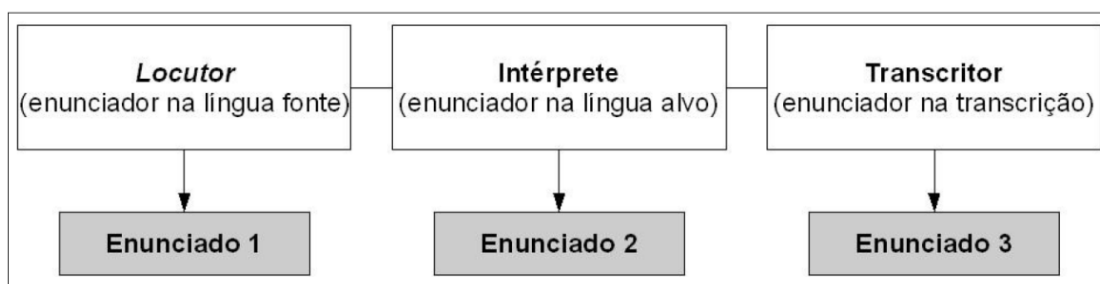 Locutor
(enunciador na língua fonte)
Intérprete
(enunciador na língua alvo)
Transcritor
(enunciador na transcrição)
Enunciado 1
Enunciado 2
Enunciado 3